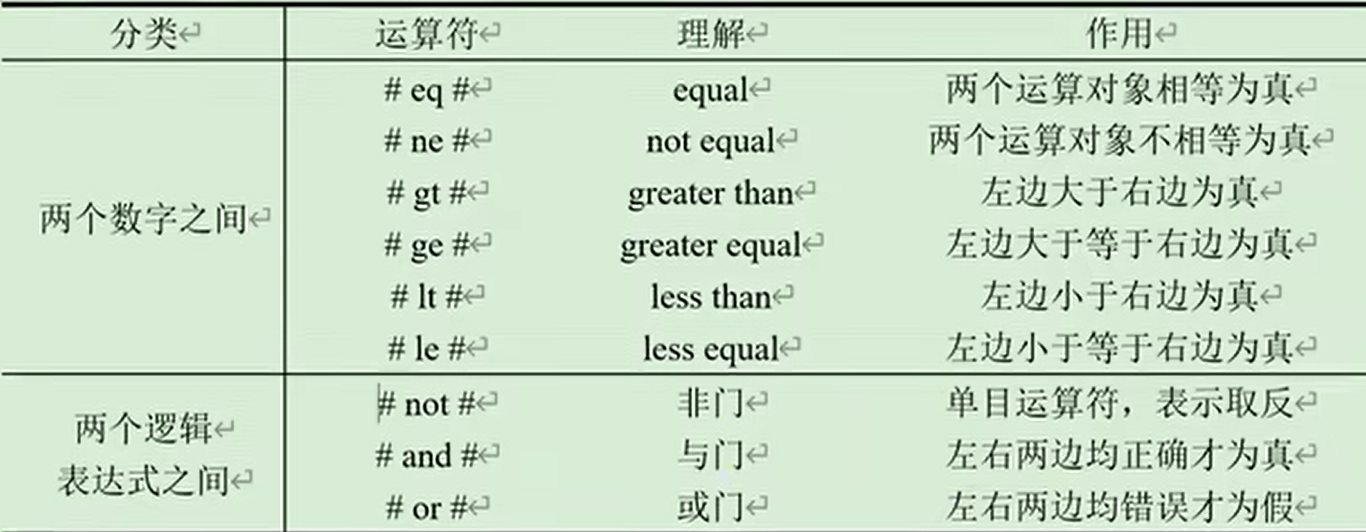 分类 运算符 理解 作用
# eq # equal 两个运算对象相等为真
# ne # not equal 两个运算对象不相等为真
两个数字之间 # gt # greater than 左边大于右边为真
# ge # greater equal 左边大于等于右边为真
# lt # less than 左边小于右边为真
# le # less equal 左边小于等于右边为真
两个逻辑
表达式之间
# not # 非门 单目运算符，表示取反
# and # 与门 左右两边均正确才为真
# or # 或门 左右两边均错误才为假